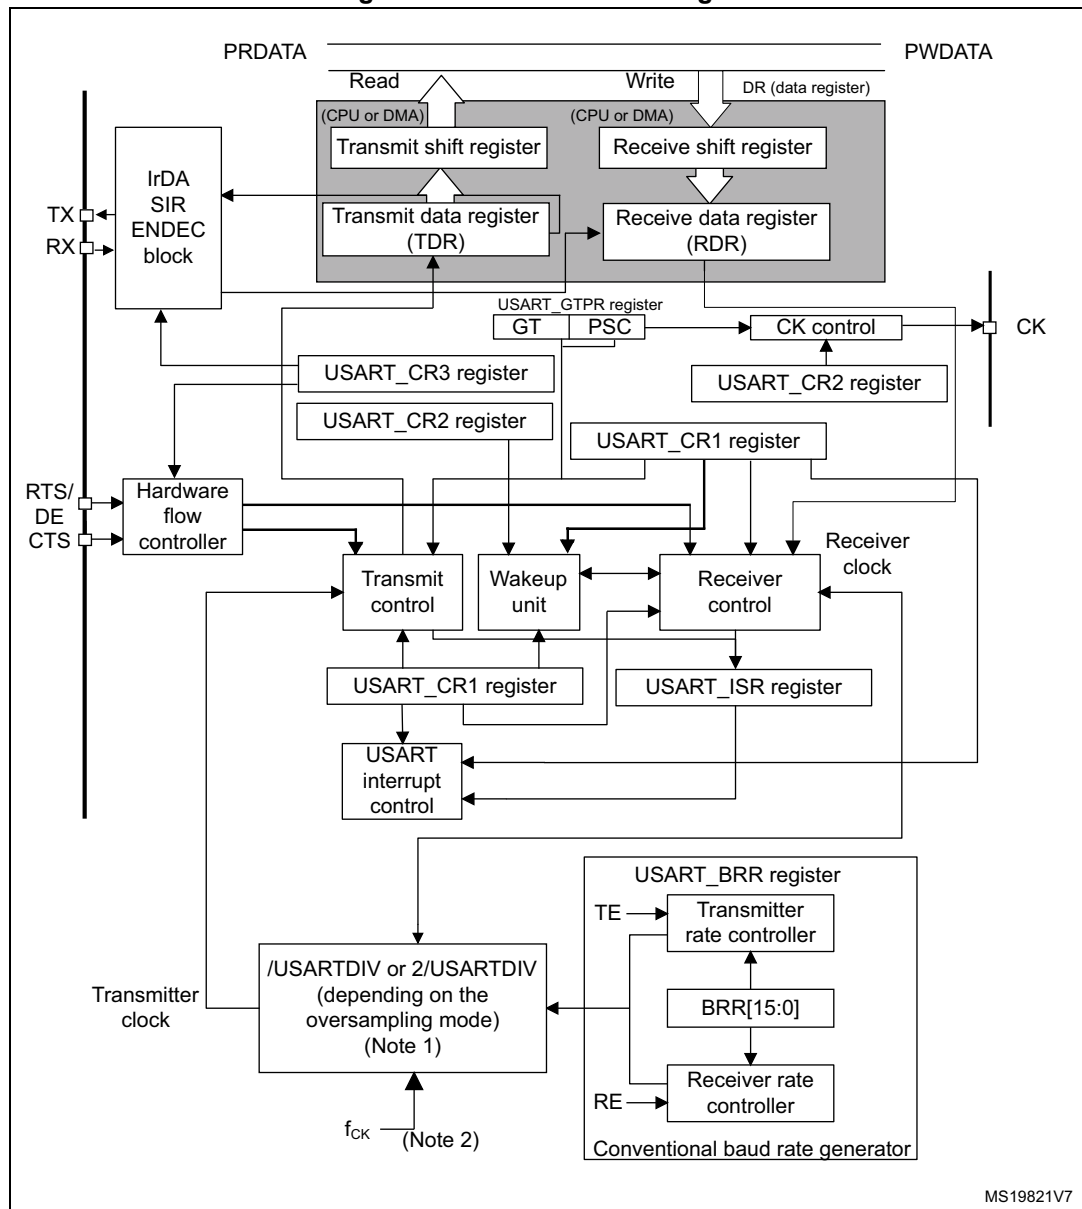 PRDATA
PWDATA
Read
Write
DR (data register)
(CPU or DMA)
(CPU or DMA)
Transmit shift register
Receive shift register
IrDA
SIR
ENDEC
block
TX
RX
Transmit data register
(TDR)
Receive data register
(RDR)
USART_GTPR register
GT
PSC
CK control
CK
USART_CR3 register
USART_CR2 register
USART_CR2 register
USART_CR1 register
RTS/
DE
CTS
Hardware
flow
controller
Receiver
clock
Transmit
control
Wakeup
unit
Receiver
control
USART_CR1 register
USART_ISR register
USART
interrupt
control
USART_BRR register
TE
Transmitter
rate controller
/USARTDIV or 2/USARTDIV
(depending on the
oversampling mode)
(Note 1)
Transmitter
clock
BRR[15:0]
RE
Receiver rate
controller
fCK
(Note 2)
Conventional baud rate generator
MS19821V7